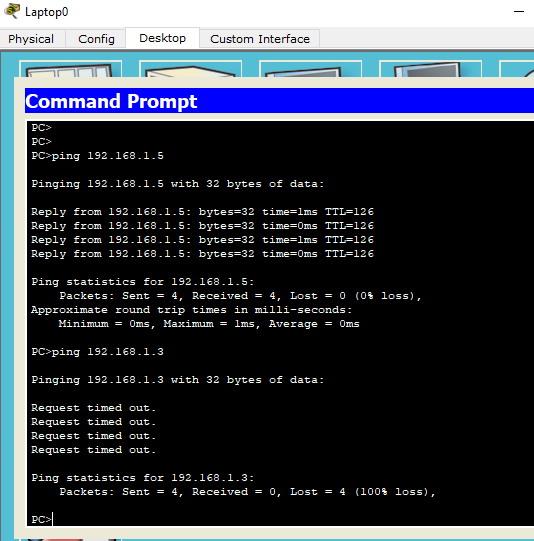 Laptop0
Physical Config Desktop Custom Interface
Command Prompt
PC>
PC>
PC>ping 192.168.1.5
Pinging 192.168.1.5 with 32 bytes of data:
Reply from 192.168.1.5: bytes=32 time=1ms TTL=126
Reply from 192.168.1.5: bytes=32 time=0ms TTL=126
Reply from 192.168.1.5: bytes=32 time=1ms TTL=126
Reply from 192.168.1.5: bytes=32 time=0ms TTL=126
Ping statistics for 192.168.1.5:
    Packets: Sent = 4, Received = 4, Lost = 0 (0% loss),
Approximate round trip times in milli-seconds:
    Minimum = 0ms, Maximum = 1ms, Average = 0ms
PC>ping 192.168.1.3
Pinging 192.168.1.3 with 32 bytes of data:
Request timed out.
Request timed out.
Request timed out.
Request timed out.
Ping statistics for 192.168.1.3:
    Packets: Sent = 4, Received = 0, Lost = 4 (100% loss),
PC>